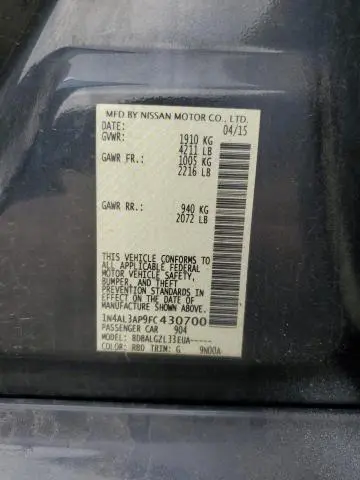 MFD BY NISSAN MOTOR CO., LTD.
DATE: 04/15
GVWR: 1910 KG
4211 LB
GAWR FR: 1005 KG
2216 LB
GAWR RR: 940 KG
2072 LB
THIS VEHICLE CONFORMS TO
ALL APPLICABLE FEDERAL
MOTOR VEHICLE SAFETY,
BUMPER, AND THEFT
PREVENTION STANDARDS IN
EFFECT ON THE DATE OF
MANUFACTURE SHOWN ABOVE.
1N4AL3AP9FC430700
PASSENGER CAR 904
MODEL: BDBALGZL33EUA-----
COLOR: RBD TRIM: G 9N00A